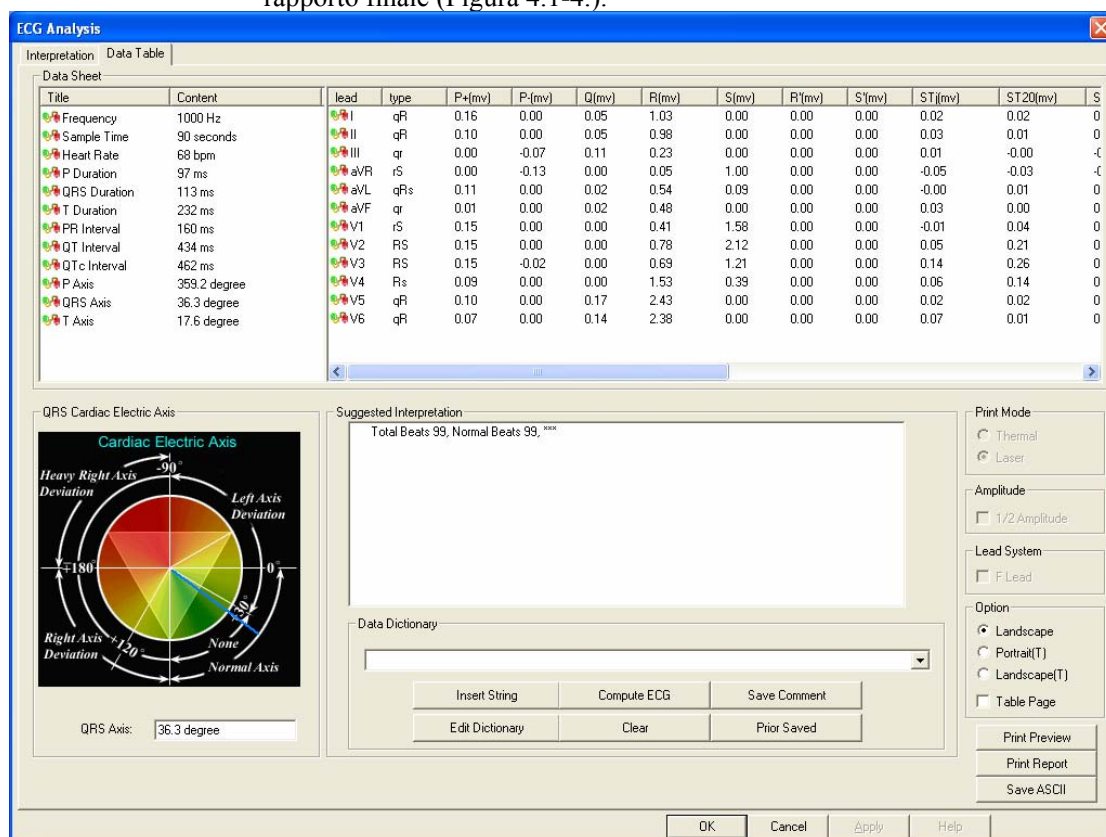 rapporto finale (Figura 4.1-4.).
ECG Analysis
Interpretation Data Table
Data Sheet
Title Content
Frequency 1000 Hz
Sample Time 90 seconds
Heart Rate 68 bpm
P Duration 97 ms
QRS Duration 113 ms
T Duration 232 ms
PR Interval 160 ms
QT Interval 434 ms
QTc Interval 462 ms
P Axis 359.2 degree
QRS Axis 36.3 degree
T Axis 17.6 degree
lead type P+(mv) P-(mv) Q(mv) R(mv) S(mv) R'(mv) S'(mv) STj(mv) ST20(mv) S
I qR 0.16 0.00 0.05 1.03 0.00 0.00 0.00 0.02 0.02 0
II qR 0.10 0.00 0.05 0.98 0.00 0.00 0.00 0.03 0.01 0
III qr 0.00 -0.07 0.11 0.23 0.00 0.00 0.00 0.01 -0.00 -0
aVR rS 0.00 -0.13 0.00 0.05 1.00 0.00 0.00 -0.05 -0.03 -0
aVL qRs 0.11 0.00 0.02 0.54 0.09 0.00 0.00 -0.00 0.01 0
aVF qr 0.01 0.00 0.02 0.48 0.00 0.00 0.00 0.03 0.00 0
V1 rS 0.15 0.00 0.00 0.41 1.58 0.00 0.00 -0.01 0.04 0
V2 RS 0.15 0.00 0.00 0.78 2.12 0.00 0.00 0.05 0.21 0
V3 RS 0.15 -0.02 0.00 0.69 1.21 0.00 0.00 0.14 0.26 0
V4 Rs 0.09 0.00 0.00 1.53 0.39 0.00 0.00 0.06 0.14 0
V5 qR 0.10 0.00 0.17 2.43 0.00 0.00 0.00 0.02 0.02 0
V6 qR 0.07 0.00 0.14 2.38 0.00 0.00 0.00 0.07 0.01 0
QRS Cardiac Electric Axis
Cardiac Electric Axis
-90°
Heavy Right Axis
Deviation
Left Axis
Deviation
∓180°
0°
+30°
+120°
Right Axis
Deviation
None
Normal Axis
QRS Axis: 36.3 degree
Suggested Interpretation
Total Beats 99, Normal Beats 99, ***
Data Dictionary
Insert String Compute ECG Save Comment
Edit Dictionary Clear Prior Saved
Print Mode
Thermal
Laser
Amplitude
1/2 Amplitude
Lead System
F Lead
Option
Landscape
Portrait(T)
Landscape(T)
Table Page
Print Preview
Print Report
Save ASCII
OK Cancel Apply Help